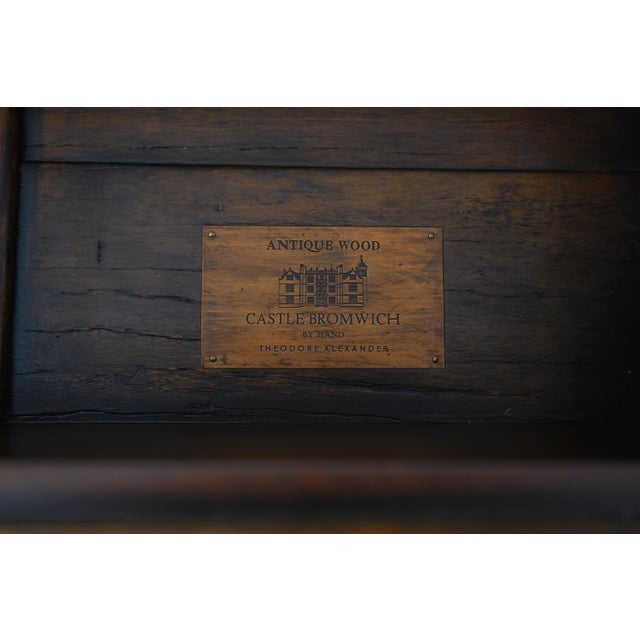 ANTIQUE WOOD
CASTLE BROMWICH
BY HAND
THEODORE ALEXANDER